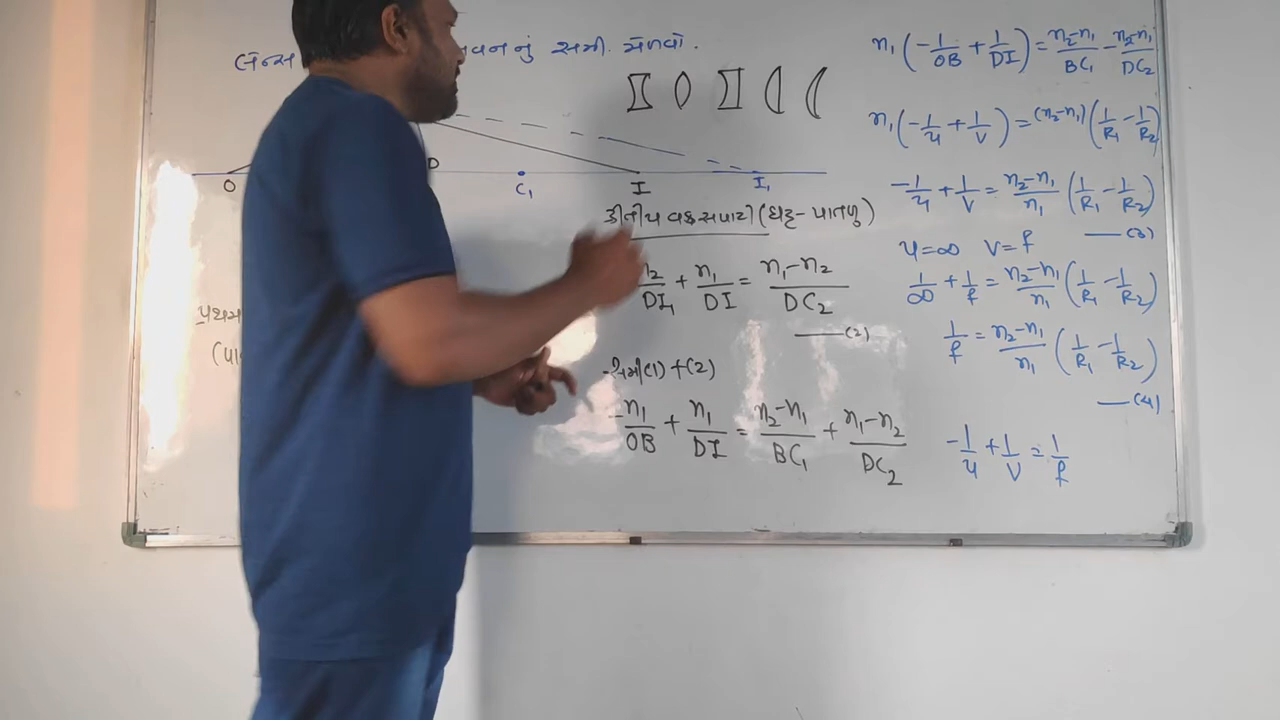 લેન્સ વનનું સમી. મેળવો.
O D C₁ I I₁
પ્રથમ
(પા
દ્વિતીય વક્રસપાટી (ઘટ્ટ - પાતળુ)
n₂/DI₁ + n₁/DI = (n₁-n₂)/DC₂
—(2)
સમી(1) + (2)
-n₁/OB + n₁/DI = (n₂-n₁)/BC₁ + (n₁-n₂)/DC₂
n₁(-1/OB + 1/DI) = (n₂-n₁)/BC₁ - (n₂-n₁)/DC₂
n₁(-1/u + 1/v) = (n₂-n₁)(1/R₁ - 1/R₂)
-1/u + 1/v = (n₂-n₁)/n₁ (1/R₁ - 1/R₂)
—(3)
u=∞ v=f
1/∞ + 1/f = (n₂-n₁)/n₁ (1/R₁ - 1/R₂)
1/f = (n₂-n₁)/n₁ (1/R₁ - 1/R₂)
—(4)
-1/u + 1/v = 1/f